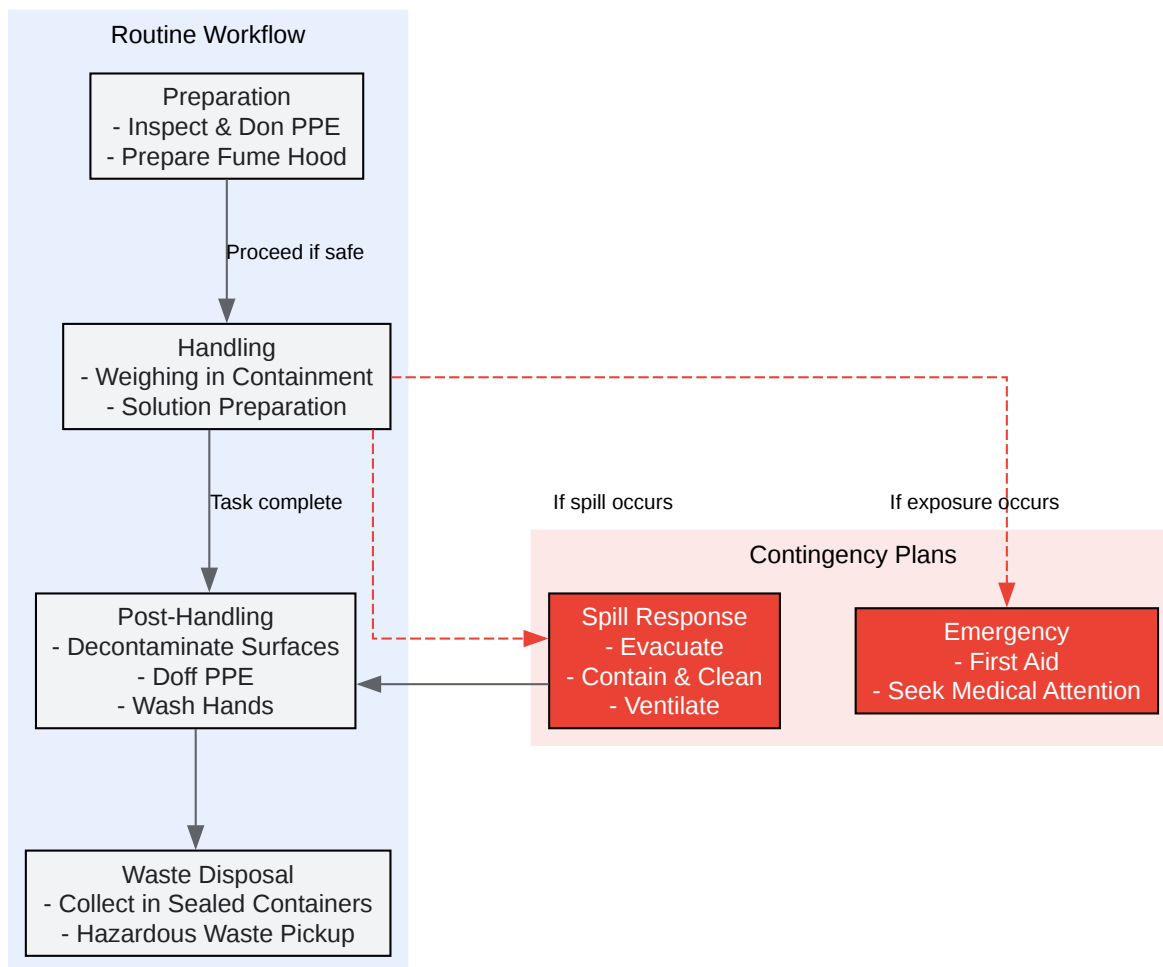 Routine Workflow
Preparation
- Inspect & Don PPE
- Prepare Fume Hood
Proceed if safe
Handling
- Weighing in Containment
- Solution Preparation
Task complete
If spill occurs
If exposure occurs
Contingency Plans
Post-Handling
- Decontaminate Surfaces
- Doff PPE
- Wash Hands
Spill Response
- Evacuate
- Contain & Clean
- Ventilate
Emergency
- First Aid
- Seek Medical Attention
Waste Disposal
- Collect in Sealed Containers
- Hazardous Waste Pickup